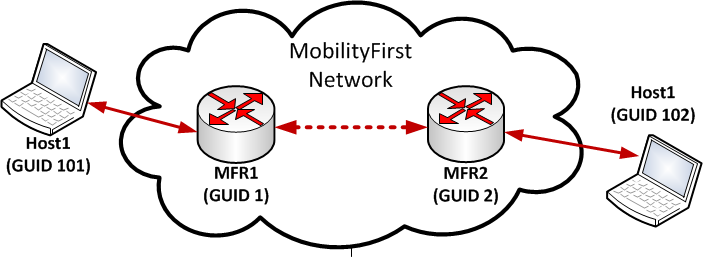 MobilityFirst
Network
Host1
(GUID 101)
MFR1
(GUID 1)
MFR2
(GUID 2)
Host1
(GUID 102)